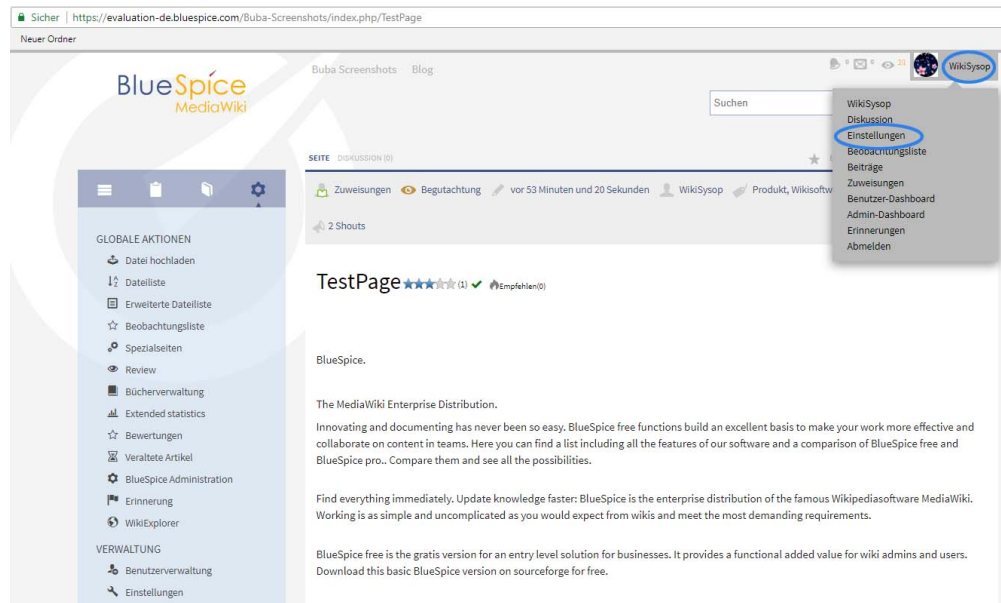 Sicher | https://evaluation-de.bluespice.com/Buba-Screenshots/index.php/TestPage
Neuer Ordner
BlueSpice
MediaWiki
Buba Screenshots Blog
0 0 WikiSysop
Suchen
WikiSysop
Diskussion
Einstellungen
Beobachtungsliste
Beiträge
Zuweisungen
Benutzer-Dashboard
Admin-Dashboard
Erinnerungen
Abmelden
SEITE DISKUSSION (0)
Zuweisungen Begutachtung vor 53 Minuten und 20 Sekunden WikiSysop Produkt, Wikisoftw
2 Shouts
GLOBALE AKTIONEN
Datei hochladen
Dateiliste
Erweiterte Dateiliste
Beobachtungsliste
Spezialseiten
Review
Bücherverwaltung
Extended statistics
Bewertungen
Veraltete Artikel
BlueSpice Administration
Erinnerung
WikiExplorer
VERWALTUNG
Benutzerverwaltung
Einstellungen
TestPage (1) Empfehlen(0)
BlueSpice.
The MediaWiki Enterprise Distribution.
Innovating and documenting has never been so easy. BlueSpice free functions build an excellent basis to make your work more effective and
collaborate on content in teams. Here you can find a list including all the features of our software and a comparison of BlueSpice free and
BlueSpice pro.. Compare them and see all the possibilities.
Find everything immediately. Update knowledge faster: BlueSpice is the enterprise distribution of the famous Wikipediasoftware MediaWiki.
Working is as simple and uncomplicated as you would expect from wikis and meet the most demanding requirements.
BlueSpice free is the gratis version for an entry level solution for businesses. It provides a functional added value for wiki admins and users.
Download this basic BlueSpice version on sourceforge for free.